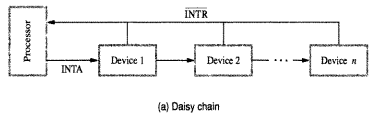 INTR
Processor
INTA
Device 1
Device 2
...
Device n
(a) Daisy chain